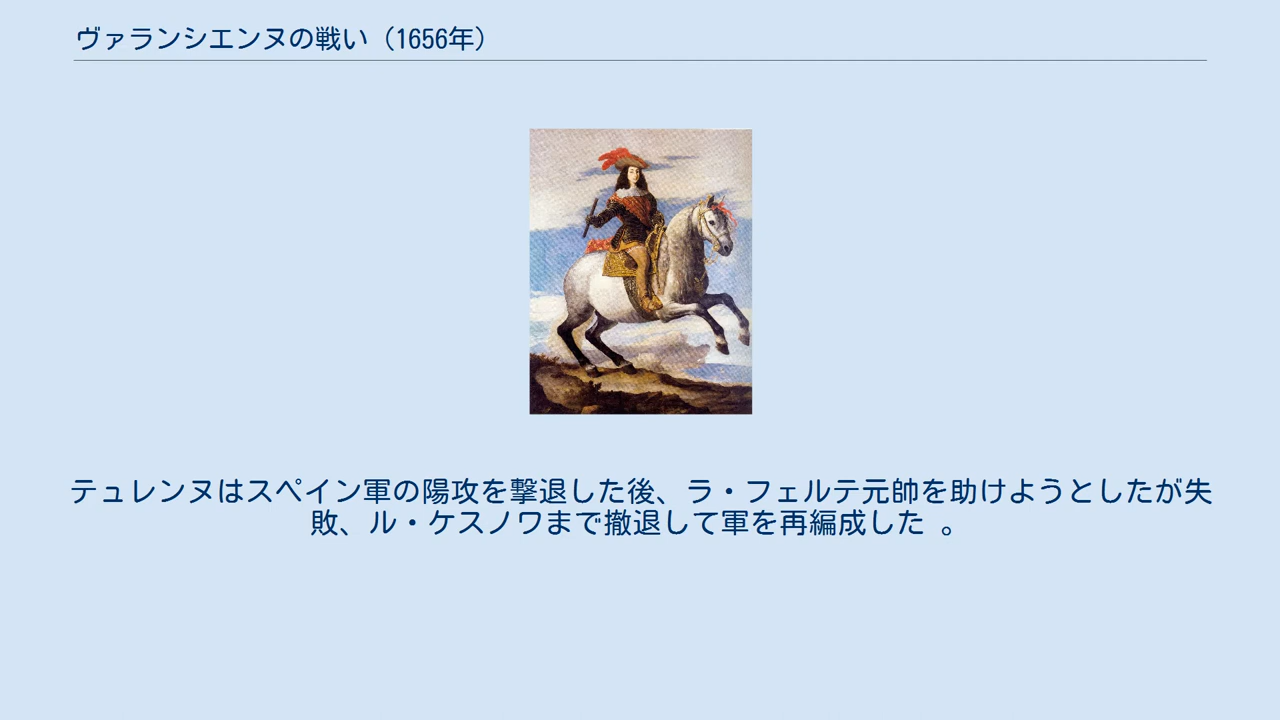 ヴァランシエンヌの戦い（1656年）
テュレンヌはスペイン軍の陽攻を撃退した後、ラ・フェルテ元帥を助けようとしたが失
敗、ル・ケスノワまで撤退して軍を再編成した 。